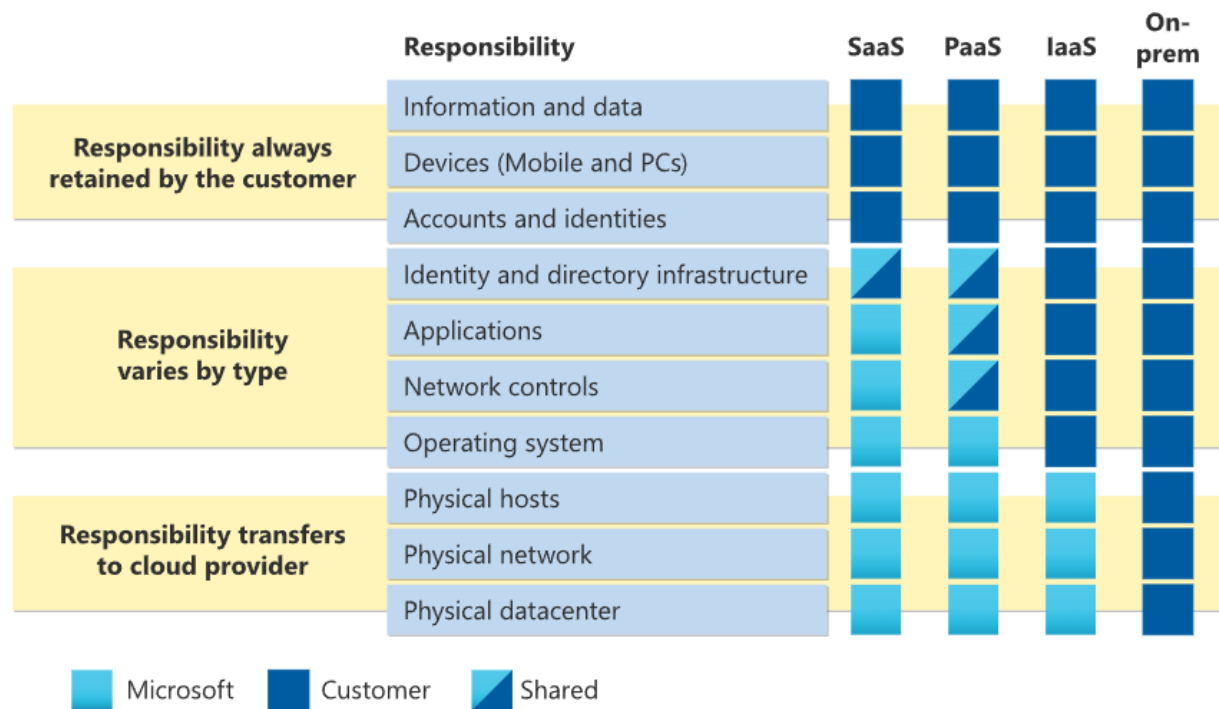 Responsibility SaaS PaaS IaaS On-
prem
Responsibility always
retained by the customer
Information and data
Devices (Mobile and PCs)
Accounts and identities
Responsibility
varies by type
Identity and directory infrastructure
Applications
Network controls
Operating system
Responsibility transfers
to cloud provider
Physical hosts
Physical network
Physical datacenter
Microsoft Customer Shared